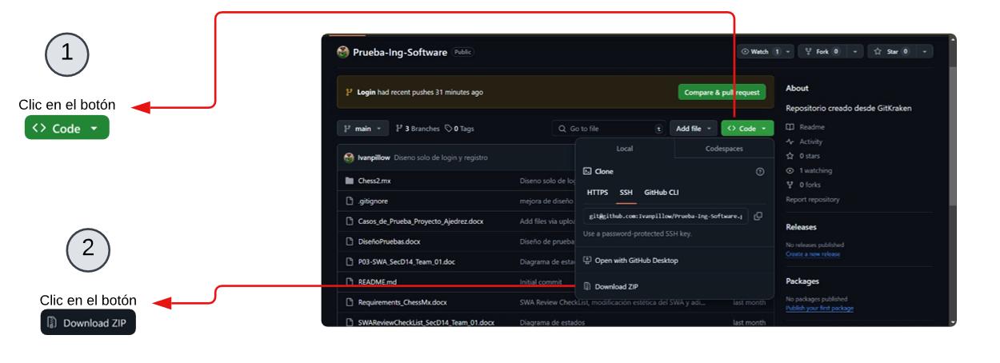 1
Clic en el botón
<> Code
2
Clic en el botón
Download ZIP
Prueba-Ing-Software Public
Watch 1
Fork 0
Star 0
Login had recent pushes 31 minutes ago
Compare & pull request
main
3 Branches
0 Tags
Go to file t
Add file
<> Code
Ivanpillow Diseno solo de login y registro
Chess2.mx Diseno solo de log
.gitignore mejora de diseño
Casos_de_Prueba_Proyecto_Ajedrez.docx Add files via uploa
DiseñoPruebas.docx Diseño de prueba
P03-SWA_SecD14_Team_01.doc Diagrama de esta
README.md Initial commit
Requirements_ChessMx.docx SWA Review CheckList, modificación estética del SWA y adi... last month
SWAReviewCheckList_SecD14_Team_01.docx Diagrama de estados last month
Local Codespaces
Clone
HTTPS SSH GitHub CLI
git@github.com:Ivanpillow/Prueba-Ing-Software.g
Use a password-protected SSH key.
Open with GitHub Desktop
Download ZIP
About
Repositorio creado desde GitKraken
Readme
Activity
0 stars
1 watching
0 forks
Report repository
Releases
No releases published
Create a new release
Packages
No packages published
Publish your first package